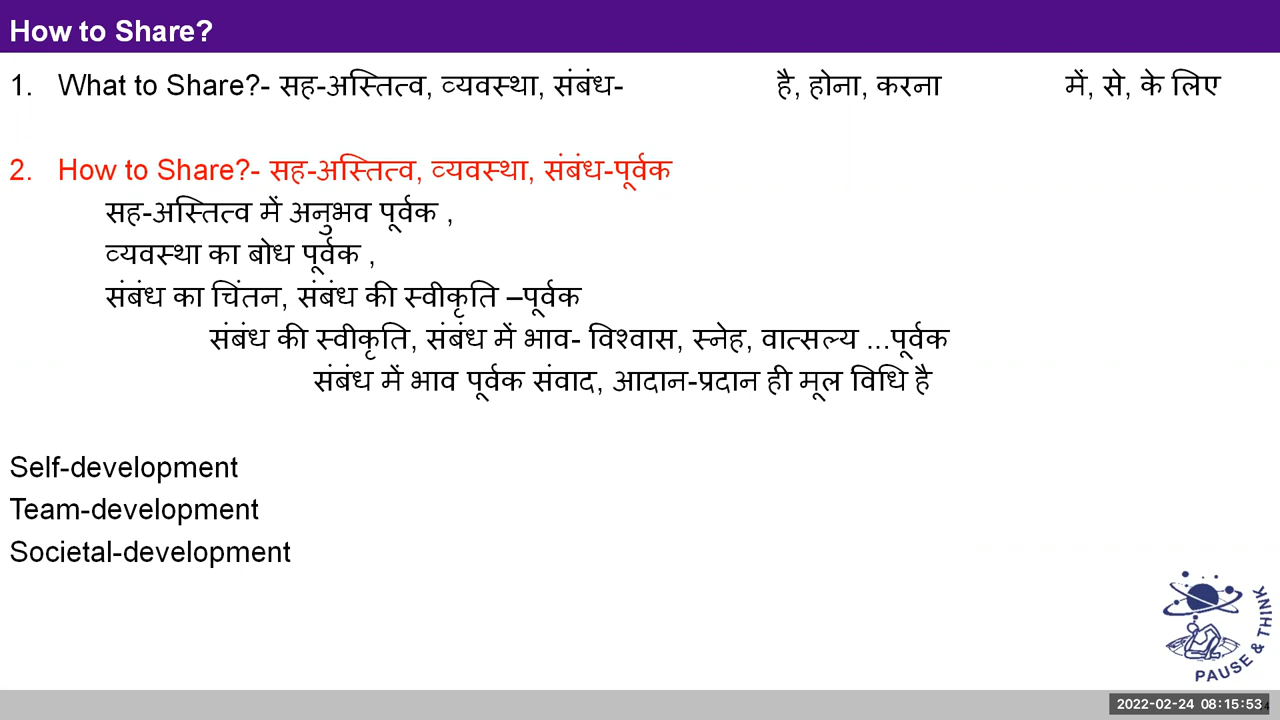 How to Share?
1. What to Share?- सह-अस्तित्व, व्यवस्था, संबंध- है, होना, करना में, से, के लिए
2. How to Share?- सह-अस्तित्व, व्यवस्था, संबंध-पूर्वक
सह-अस्तित्व में अनुभव पूर्वक ,
व्यवस्था का बोध पूर्वक ,
संबंध का चिंतन, संबंध की स्वीकृति –पूर्वक
संबंध की स्वीकृति, संबंध में भाव- विश्वास, स्नेह, वात्सल्य ...पूर्वक
संबंध में भाव पूर्वक संवाद, आदान-प्रदान ही मूल विधि है
Self-development
Team-development
Societal-development
PAUSE & THINK
2022-02-24 08:15:53